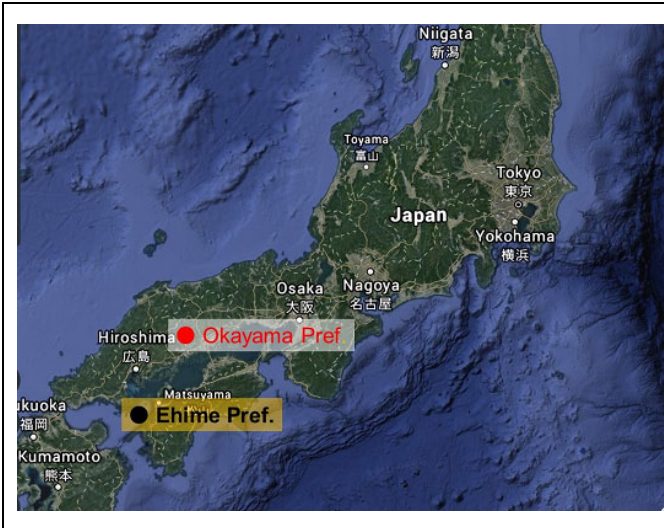 Niigata
新潟
Toyama
富山
Tokyo
東京
Japan
Yokohama
横浜
Osaka
大阪
Nagoya
名古屋
Okayama Pref
Hiroshima
広島
Matsuyama
Ehime Pref.
ukuoka
福岡
Kumamoto
熊本